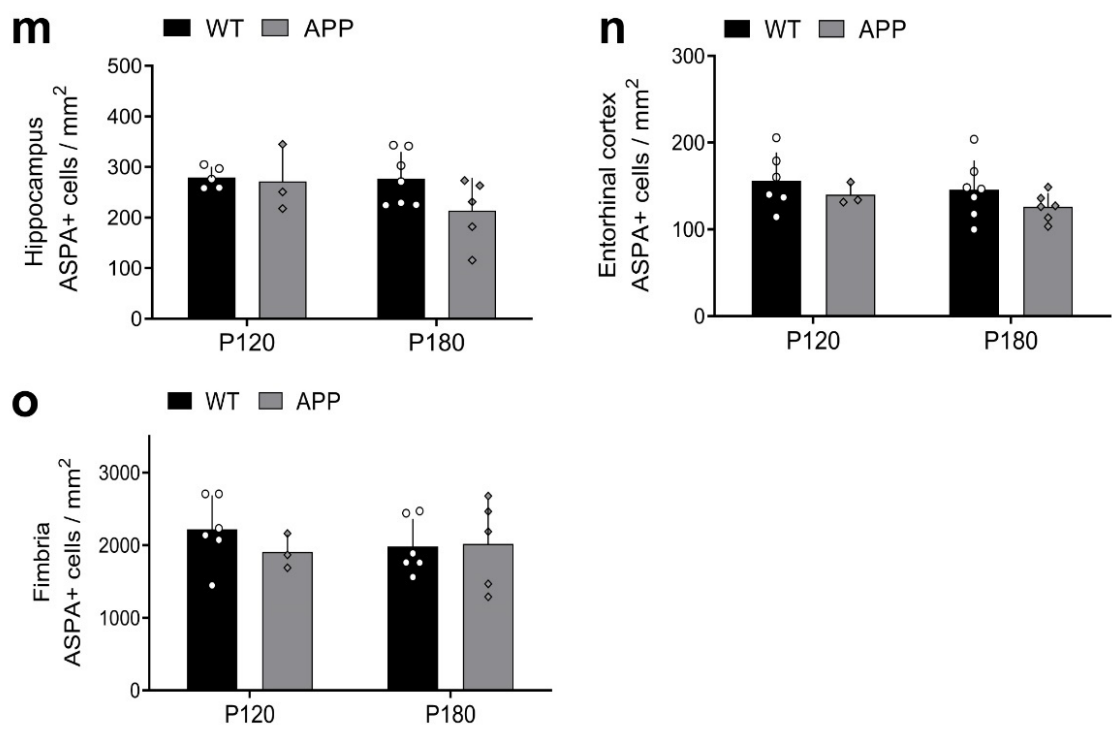 m
WT APP
Hippocampus
ASPA+ cells / mm²
500
400
300
200
100
0
P120 P180
n
WT APP
Entorhinal cortex
ASPA+ cells / mm²
300
200
100
0
P120 P180
o
WT APP
Fimbria
ASPA+ cells / mm²
3000
2000
1000
0
P120 P180